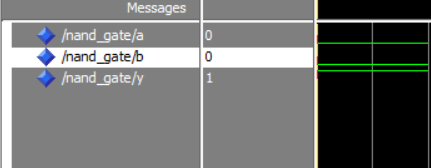 Messages
/nand_gate/a 0
/nand_gate/b 0
/nand_gate/y 1